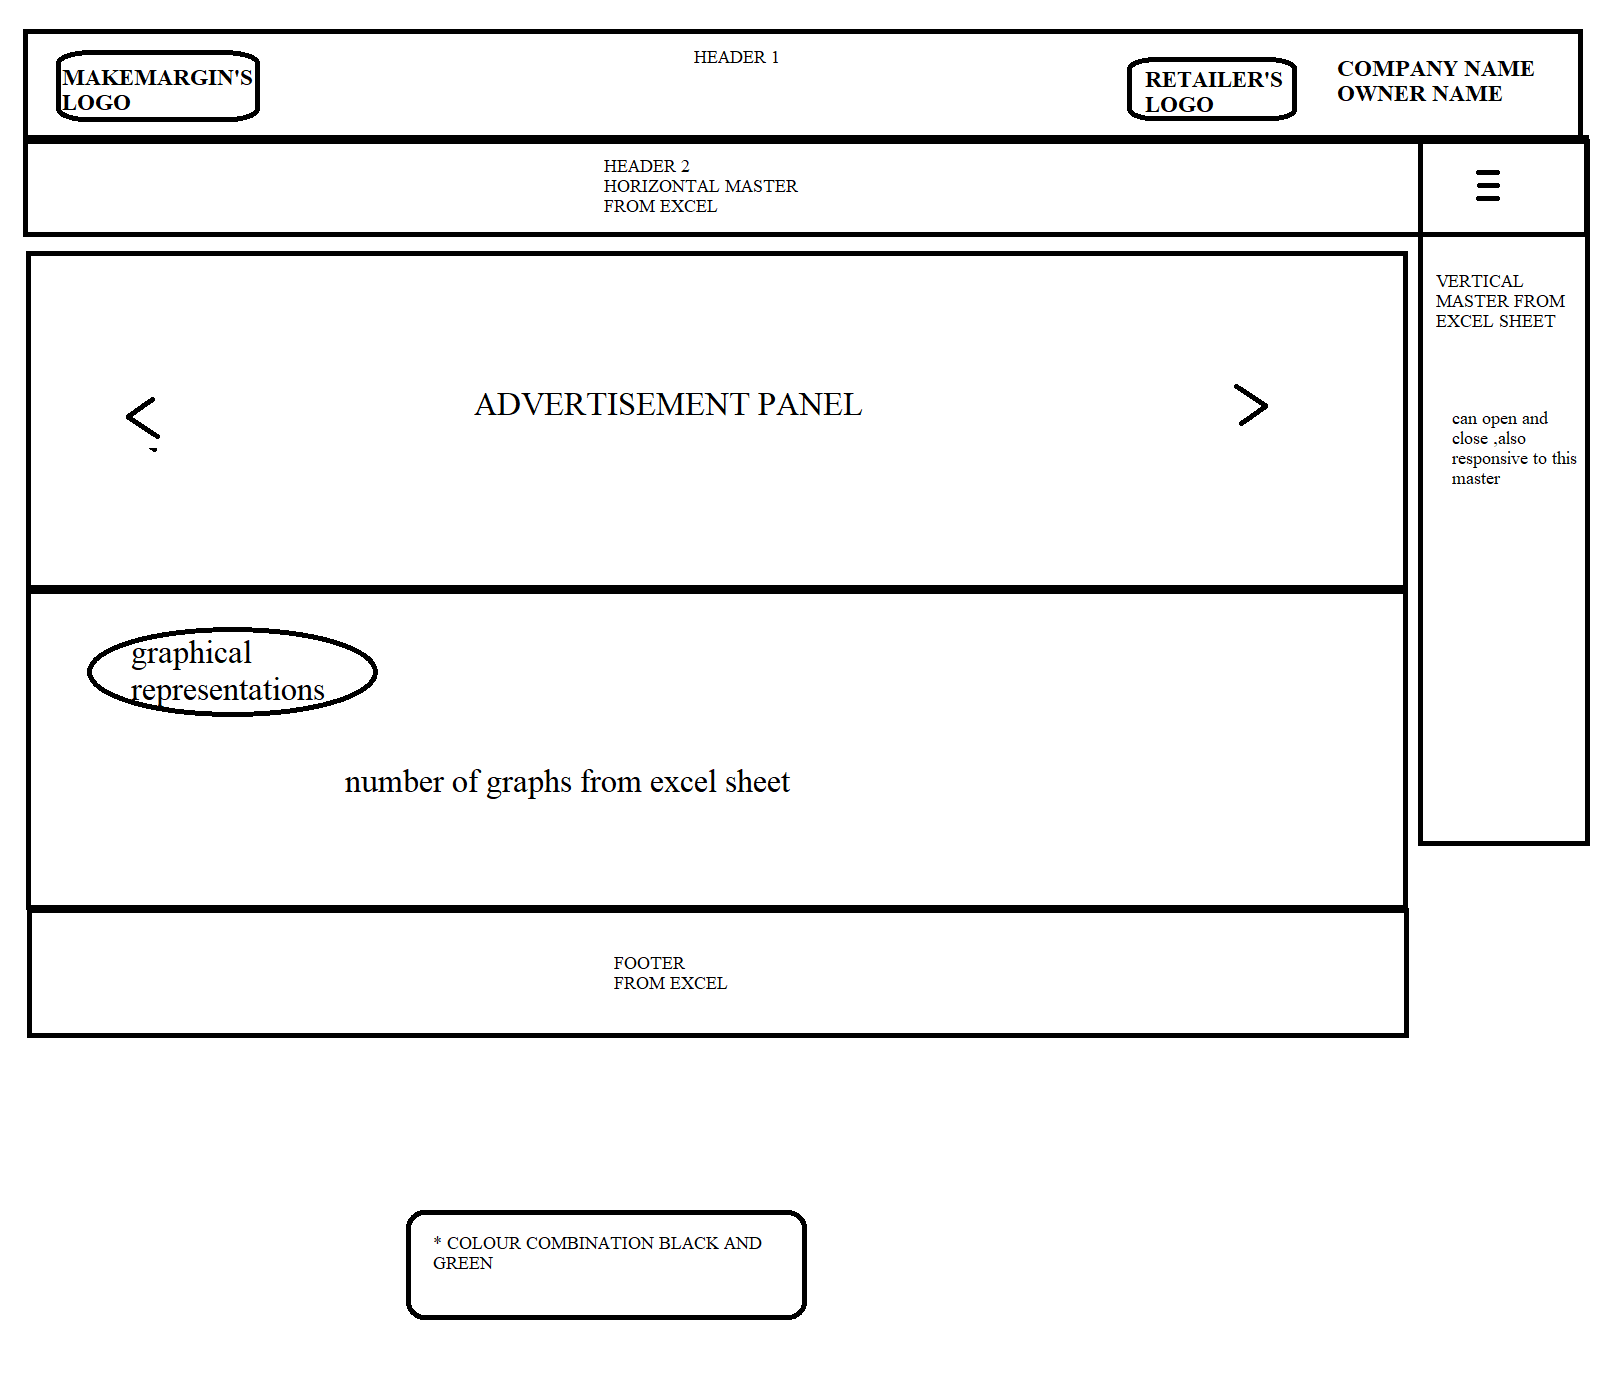 HEADER 1
MAKEMARGIN'S
LOGO
RETAILER'S
LOGO
COMPANY NAME
OWNER NAME
HEADER 2
HORIZONTAL MASTER
FROM EXCEL
VERTICAL
MASTER FROM
EXCEL SHEET
can open and
close ,also
responsive to this
master
ADVERTISEMENT PANEL
graphical
representations
number of graphs from excel sheet
FOOTER
FROM EXCEL
* COLOUR COMBINATION BLACK AND
GREEN